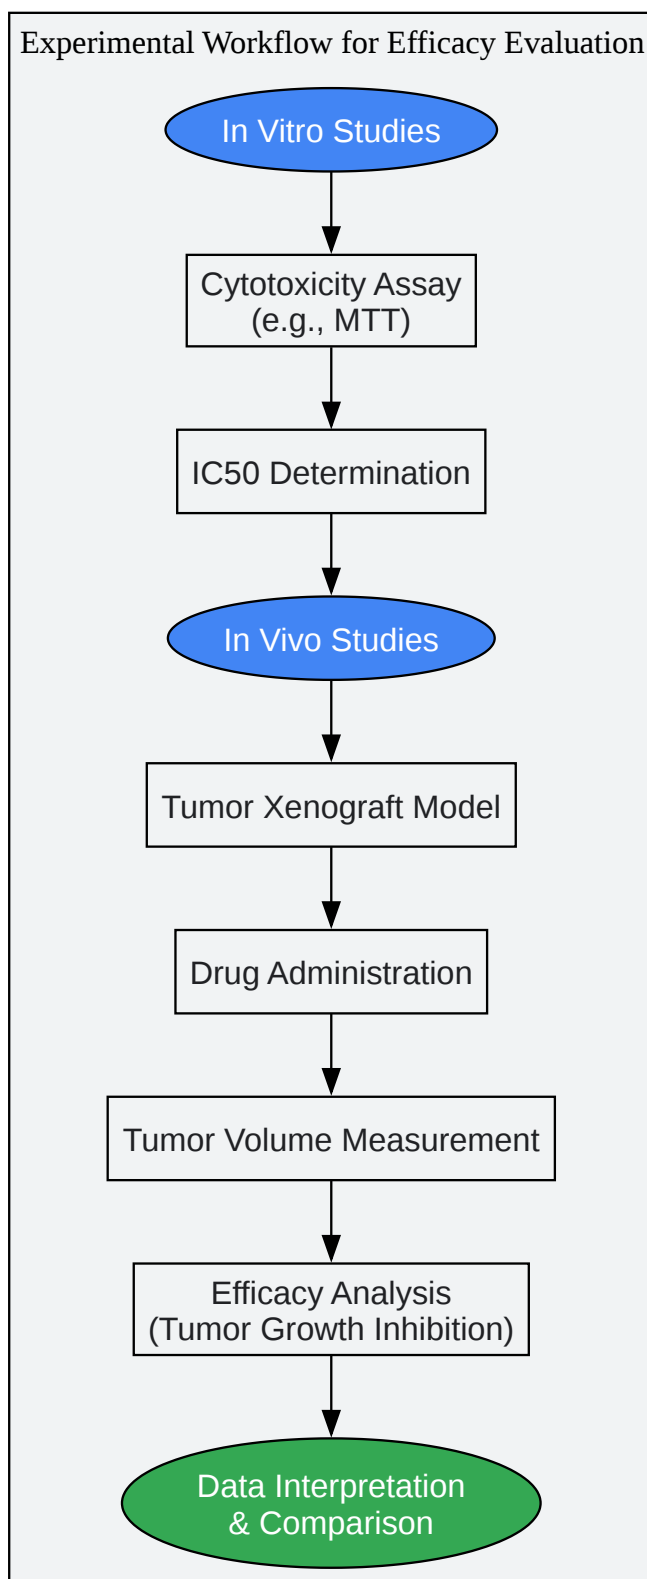 Experimental Workflow for Efficacy Evaluation
In Vitro Studies
Cytotoxicity Assay
(e.g., MTT)
IC50 Determination
In Vivo Studies
Tumor Xenograft Model
Drug Administration
Tumor Volume Measurement
Efficacy Analysis
(Tumor Growth Inhibition)
Data Interpretation
& Comparison